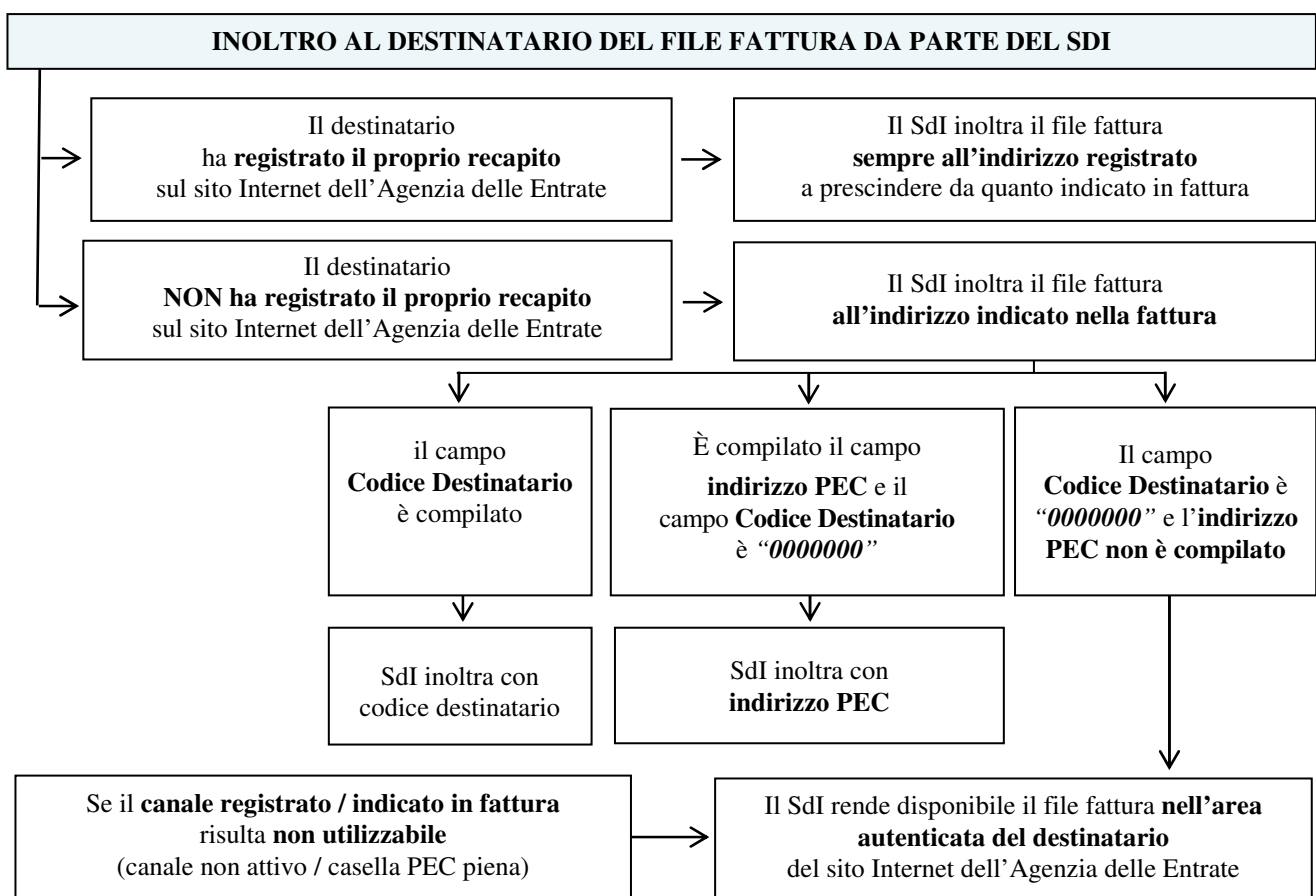 INOLTRO AL DESTINATARIO DEL FILE FATTURA DA PARTE DEL SDI
Il destinatario
ha registrato il proprio recapito
sul sito Internet dell’Agenzia delle Entrate
Il SdI inoltra il file fattura
sempre all’indirizzo registrato
a prescindere da quanto indicato in fattura
Il destinatario
NON ha registrato il proprio recapito
sul sito Internet dell’Agenzia delle Entrate
Il SdI inoltra il file fattura
all’indirizzo indicato nella fattura
il campo
Codice Destinatario
è compilato
È compilato il campo
indirizzo PEC e il
campo Codice Destinatario
è “0000000”
Il campo
Codice Destinatario è
“0000000” e l’indirizzo
PEC non è compilato
SdI inoltra con
codice destinatario
SdI inoltra con
indirizzo PEC
Se il canale registrato / indicato in fattura
risulta non utilizzabile
(canale non attivo / casella PEC piena)
Il SdI rende disponibile il file fattura nell’area
autenticata del destinatario
del sito Internet dell’Agenzia delle Entrate